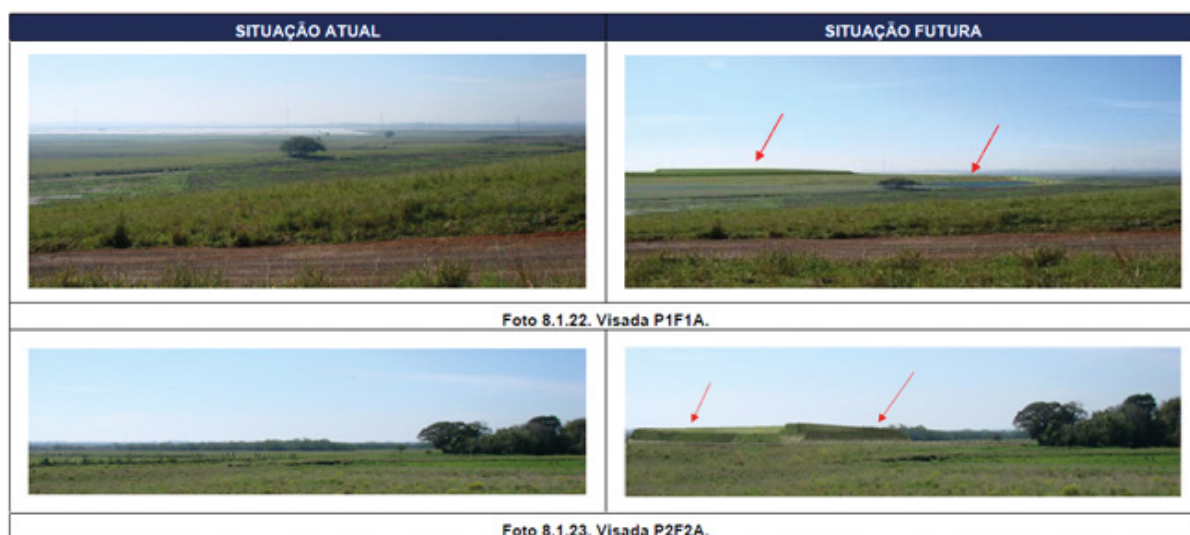 SITUAÇÃO ATUAL
SITUAÇÃO FUTURA
Foto 8.1.22. Visada P1F1A.
Foto 8.1.23. Visada P2F2A.